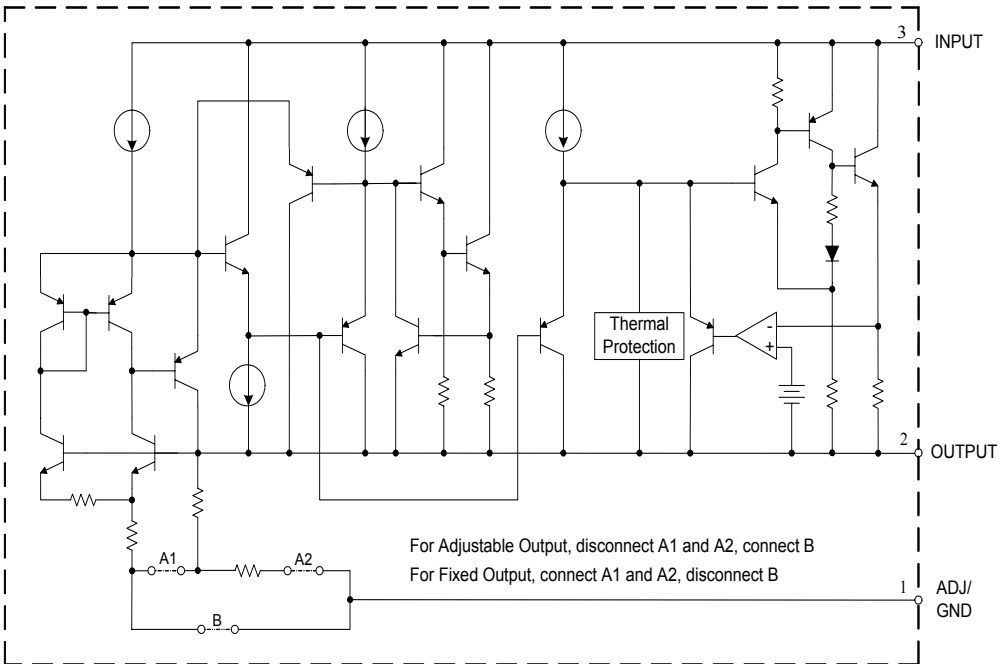 3
INPUT
Thermal
Protection
-
+
2
OUTPUT
A1
A2
For Adjustable Output, disconnect A1 and A2, connect B
For Fixed Output, connect A1 and A2, disconnect B
1
ADJ/
GND
B